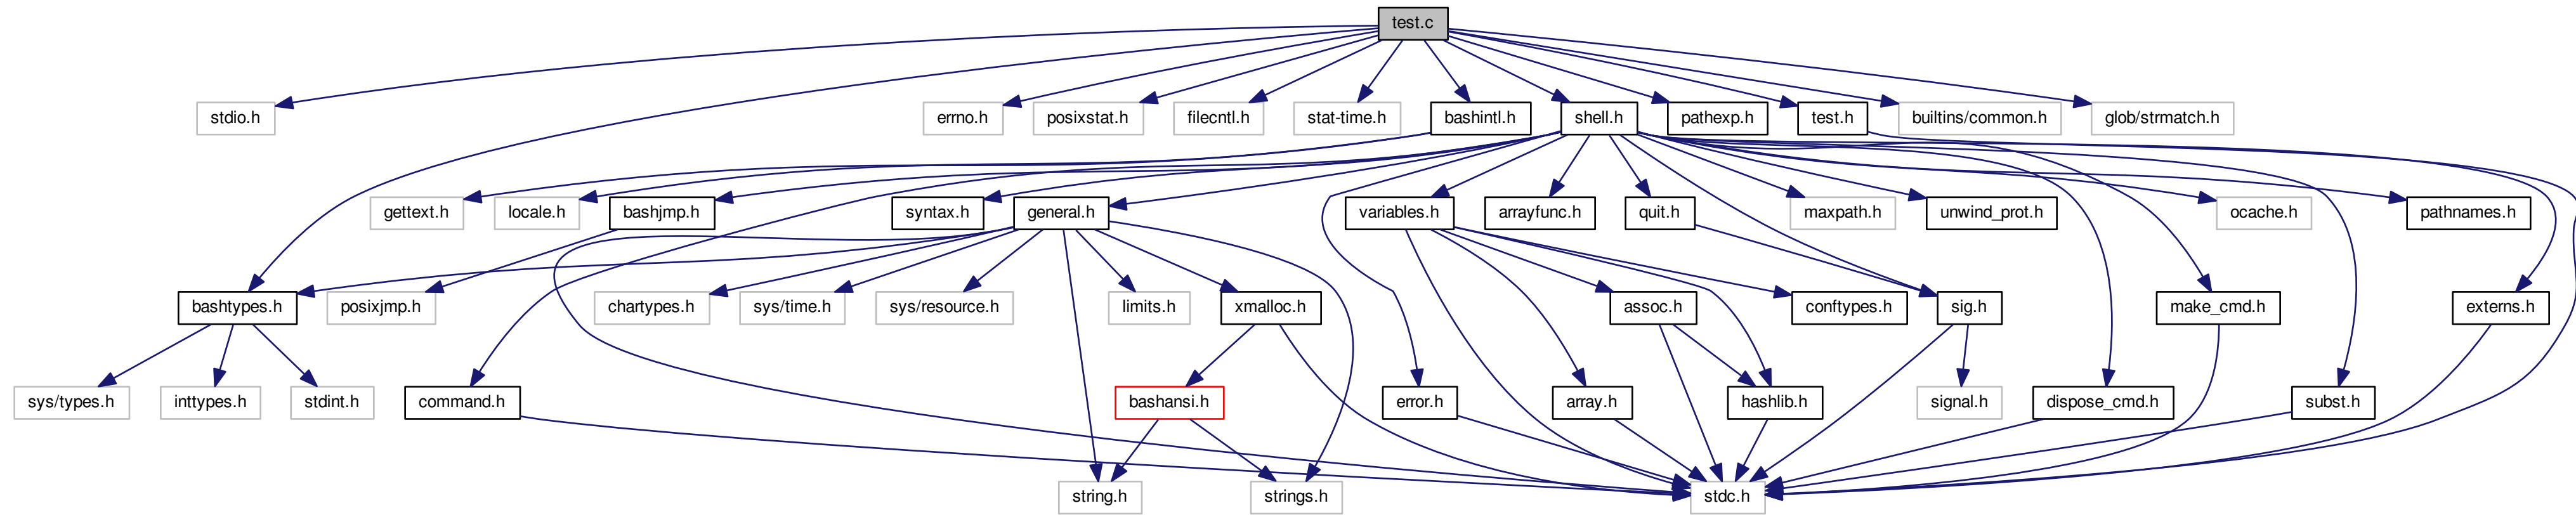 test.c
stdio.h
errno.h
posixstat.h
filecntl.h
stat-time.h
bashintl.h
shell.h
pathexp.h
test.h
builtins/common.h
glob/strmatch.h
gettext.h
locale.h
bashjmp.h
syntax.h
general.h
variables.h
arrayfunc.h
quit.h
maxpath.h
unwind_prot.h
ocache.h
pathnames.h
bashtypes.h
posixjmp.h
chartypes.h
sys/time.h
sys/resource.h
limits.h
xmalloc.h
assoc.h
conftypes.h
sig.h
make_cmd.h
externs.h
sys/types.h
inttypes.h
stdint.h
command.h
bashansi.h
error.h
array.h
hashlib.h
signal.h
dispose_cmd.h
subst.h
string.h
strings.h
stdc.h